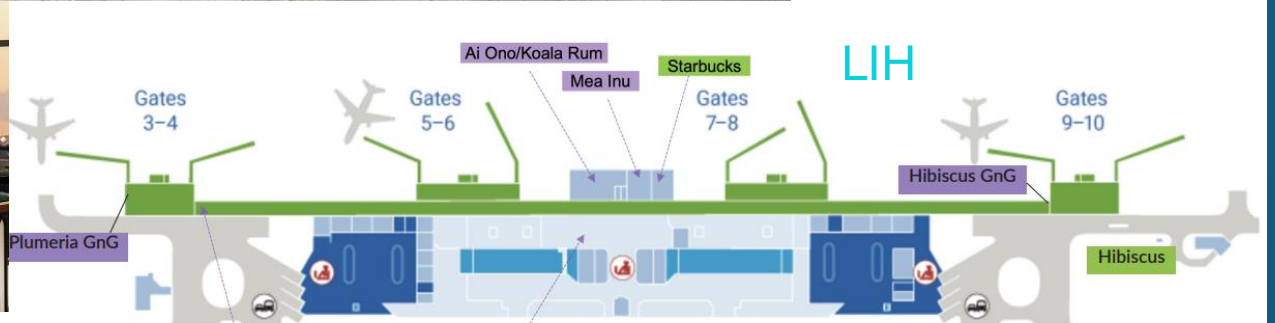 LIH
Ai Ono/Koala Rum
Mea Inu
Starbucks
Gates
3–4
Gates
5–6
Gates
7–8
Gates
9–10
Hibiscus GnG
Plumeria GnG
Hibiscus